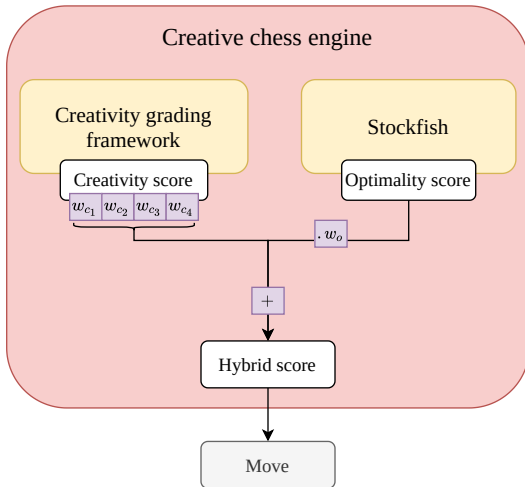 Creative chess engine
Creativity grading
framework
Stockfish
Creativity score
Optimality score
w_{c_1} w_{c_2} w_{c_3} w_{c_4}
. w_o
+
Hybrid score
Move